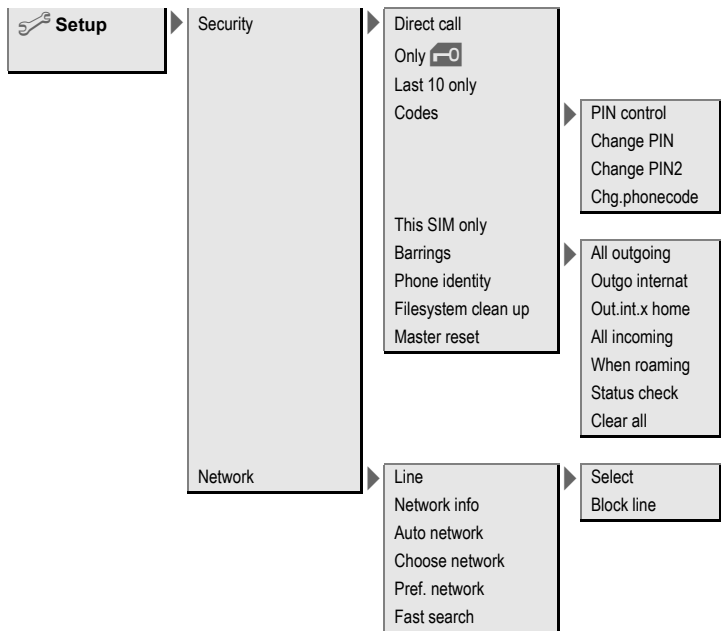 Setup
Security
Direct call
Only
Last 10 only
Codes
PIN control
Change PIN
Change PIN2
Chg.phonecode
This SIM only
Barrings
All outgoing
Phone identity
Outgo internat
Filesystem clean up
Out.int.x home
Master reset
All incoming
When roaming
Status check
Clear all
Network
Line
Select
Network info
Block line
Auto network
Choose network
Pref. network
Fast search